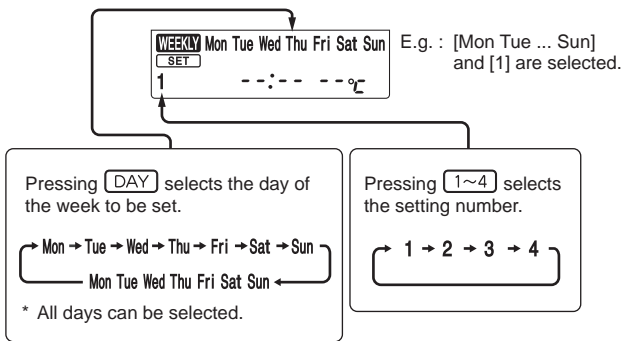 WEEKLY Mon Tue Wed Thu Fri Sat Sun
SET
1 --:-- --°C
E.g. : [Mon Tue ... Sun]
and [1] are selected.
Pressing DAY selects the day of
the week to be set.
Mon → Tue → Wed → Thu → Fri → Sat → Sun
Mon Tue Wed Thu Fri Sat Sun
* All days can be selected.
Pressing 1~4 selects
the setting number.
1 → 2 → 3 → 4